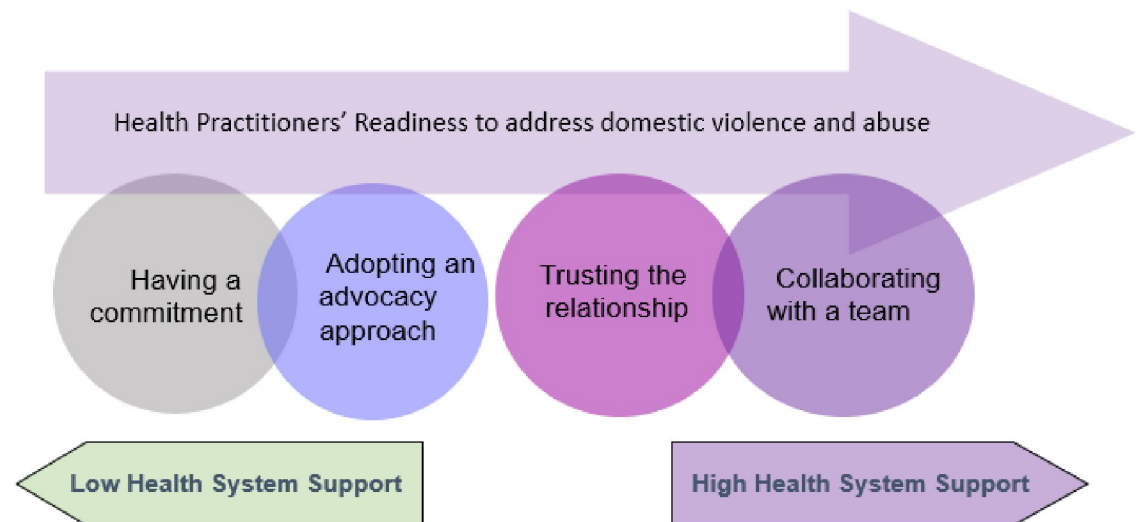 Health Practitioners’ Readiness to address domestic violence and abuse
Having a
commitment
Adopting an
advocacy
approach
Trusting the
relationship
Collaborating
with a team
Low Health System Support
High Health System Support